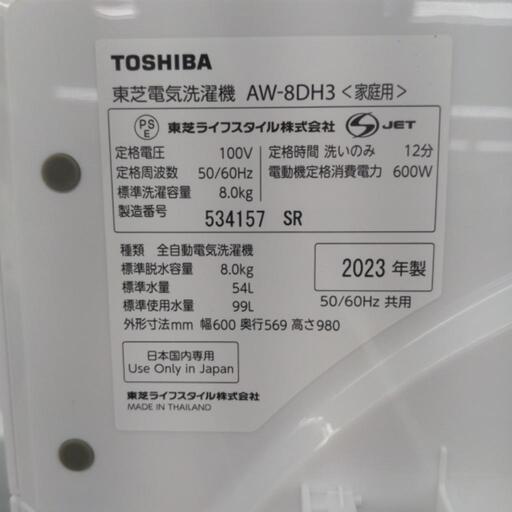 TOSHIBA
東芝電気洗濯機 AW-8DH3 <家庭用>
PS E 東芝ライフスタイル株式会社 S JET
定格電圧 100V 定格時間 洗いのみ 12分
定格周波数 50/60Hz 電動機定格消費電力 600W
標準洗濯容量 8.0kg
製造番号 534157 SR
種類 全自動電気洗濯機
標準脱水容量 8.0kg 2023 年製
標準水量 54L
標準使用水量 99L 50/60Hz 共用
外形寸法mm 幅600 奥行569 高さ980
日本国内専用
Use Only in Japan
東芝ライフスタイル株式会社
MADE IN THAILAND